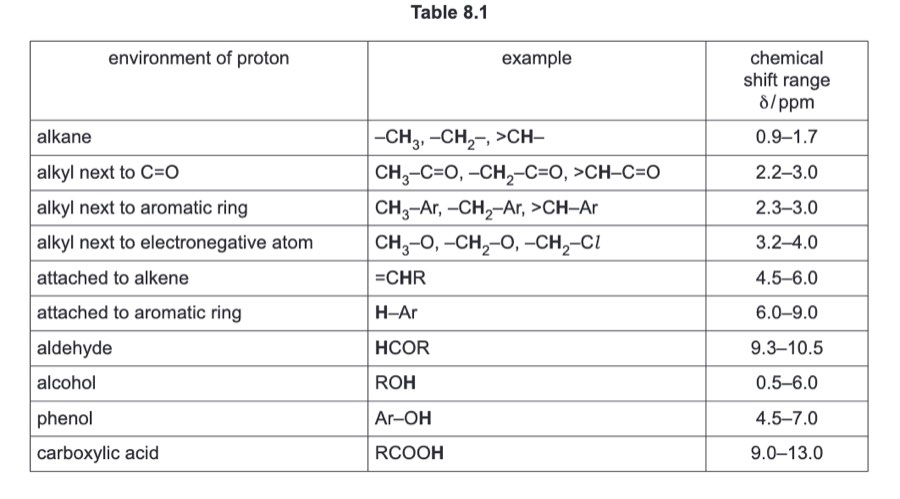 Table 8.1
environment of proton example chemical
shift range
δ/ppm
alkane –CH₃, –CH₂–, >CH– 0.9–1.7
alkyl next to C=O CH₃–C=O, –CH₂–C=O, >CH–C=O 2.2–3.0
alkyl next to aromatic ring CH₃–Ar, –CH₂–Ar, >CH–Ar 2.3–3.0
alkyl next to electronegative atom CH₃–O, –CH₂–O, –CH₂–Cl 3.2–4.0
attached to alkene =CHR 4.5–6.0
attached to aromatic ring H–Ar 6.0–9.0
aldehyde HCOR 9.3–10.5
alcohol ROH 0.5–6.0
phenol Ar–OH 4.5–7.0
carboxylic acid RCOOH 9.0–13.0